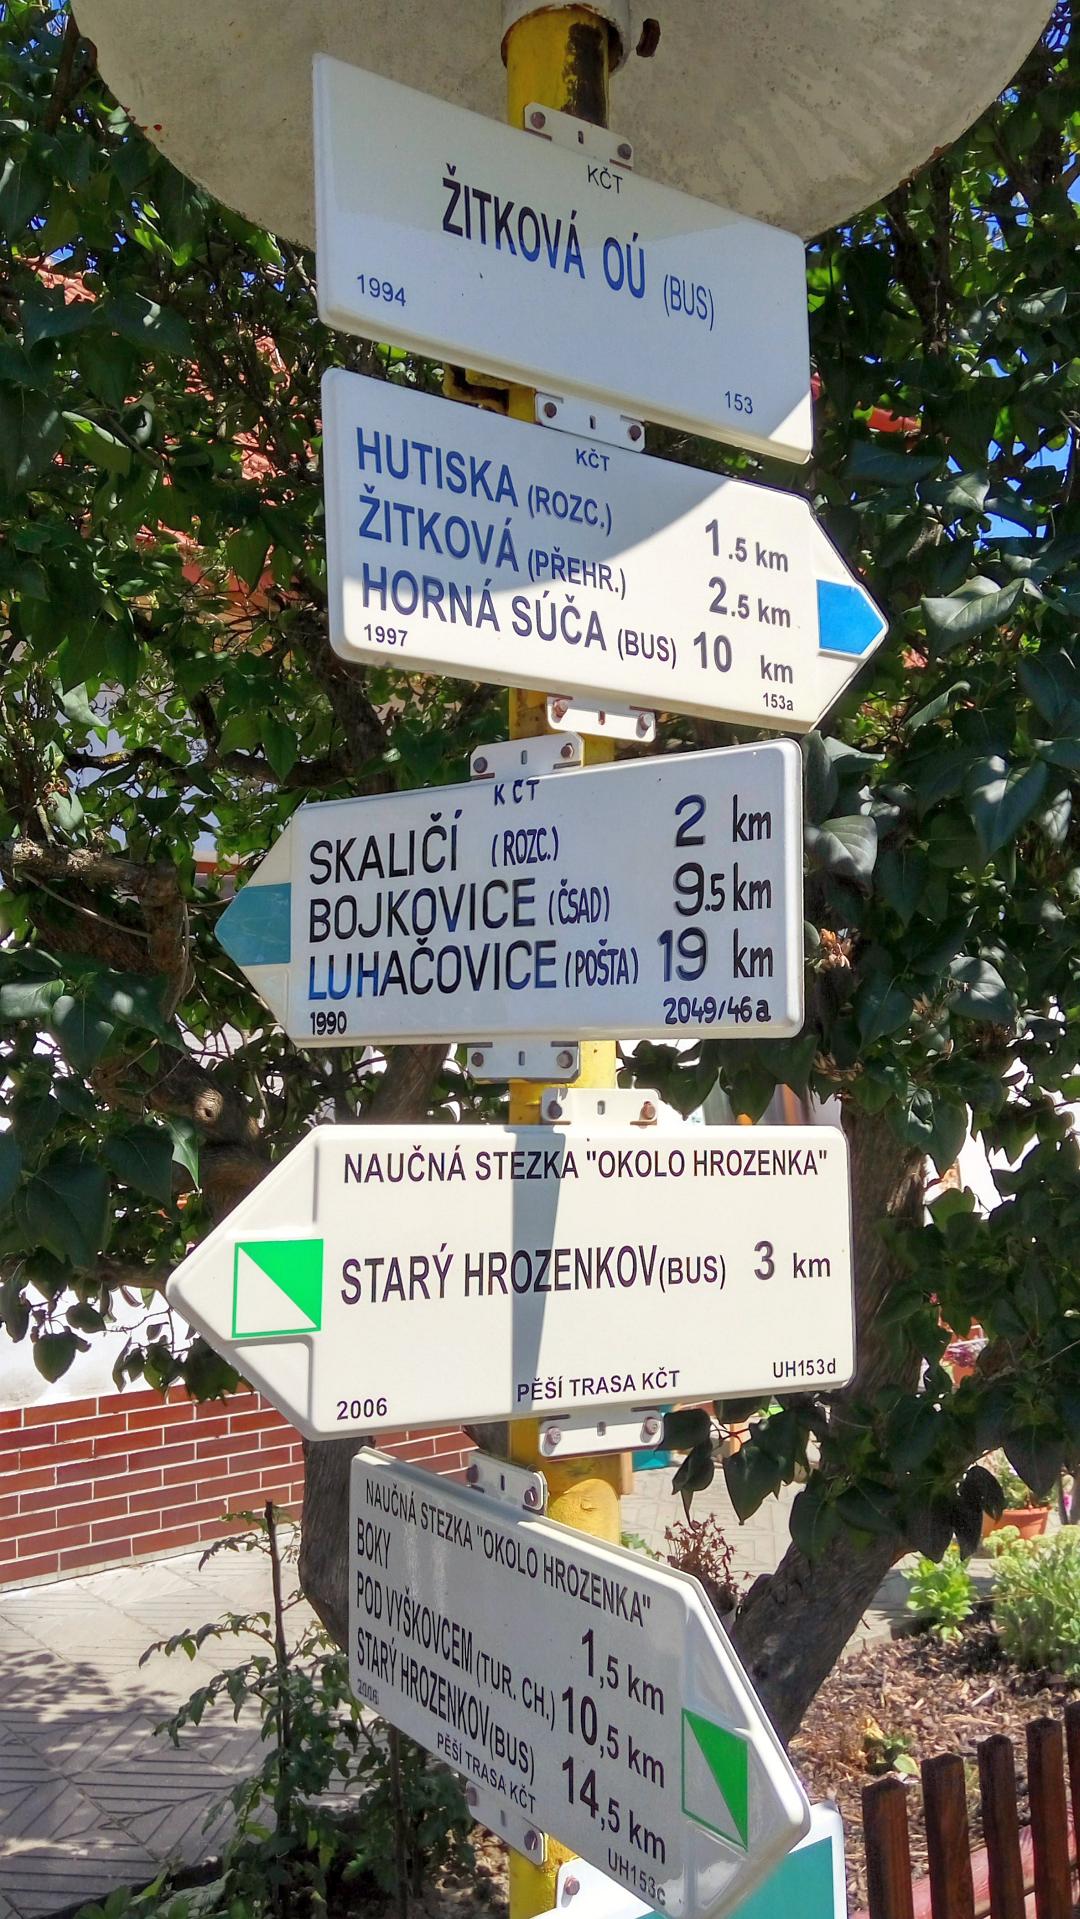 KČT
ŽITKOVÁ OÚ (BUS)
1994
153
KČT
HUTISKA (ROZC.) 1.5 km
ŽITKOVÁ (PŘEHR.) 2.5 km
HORNÁ SÚČA (BUS) 10 km
1997
153a
KČT
SKALIČÍ (ROZC.) 2 km
BOJKOVICE (ČSAD) 9.5 km
LUHAČOVICE (POŠTA) 19 km
1990 2049/46a
NAUČNÁ STEZKA "OKOLO HROZENKA"
STARÝ HROZENKOV (BUS) 3 km
2006 PĚŠÍ TRASA KČT UH153d
NAUČNÁ STEZKA "OKOLO HROZENKA"
BOKY 1,5 km
POD VYŠKOVCEM (TUR. CH.) 10,5 km
STARÝ HROZENKOV (BUS) 14,5 km
2006 PĚŠÍ TRASA KČT UH153c